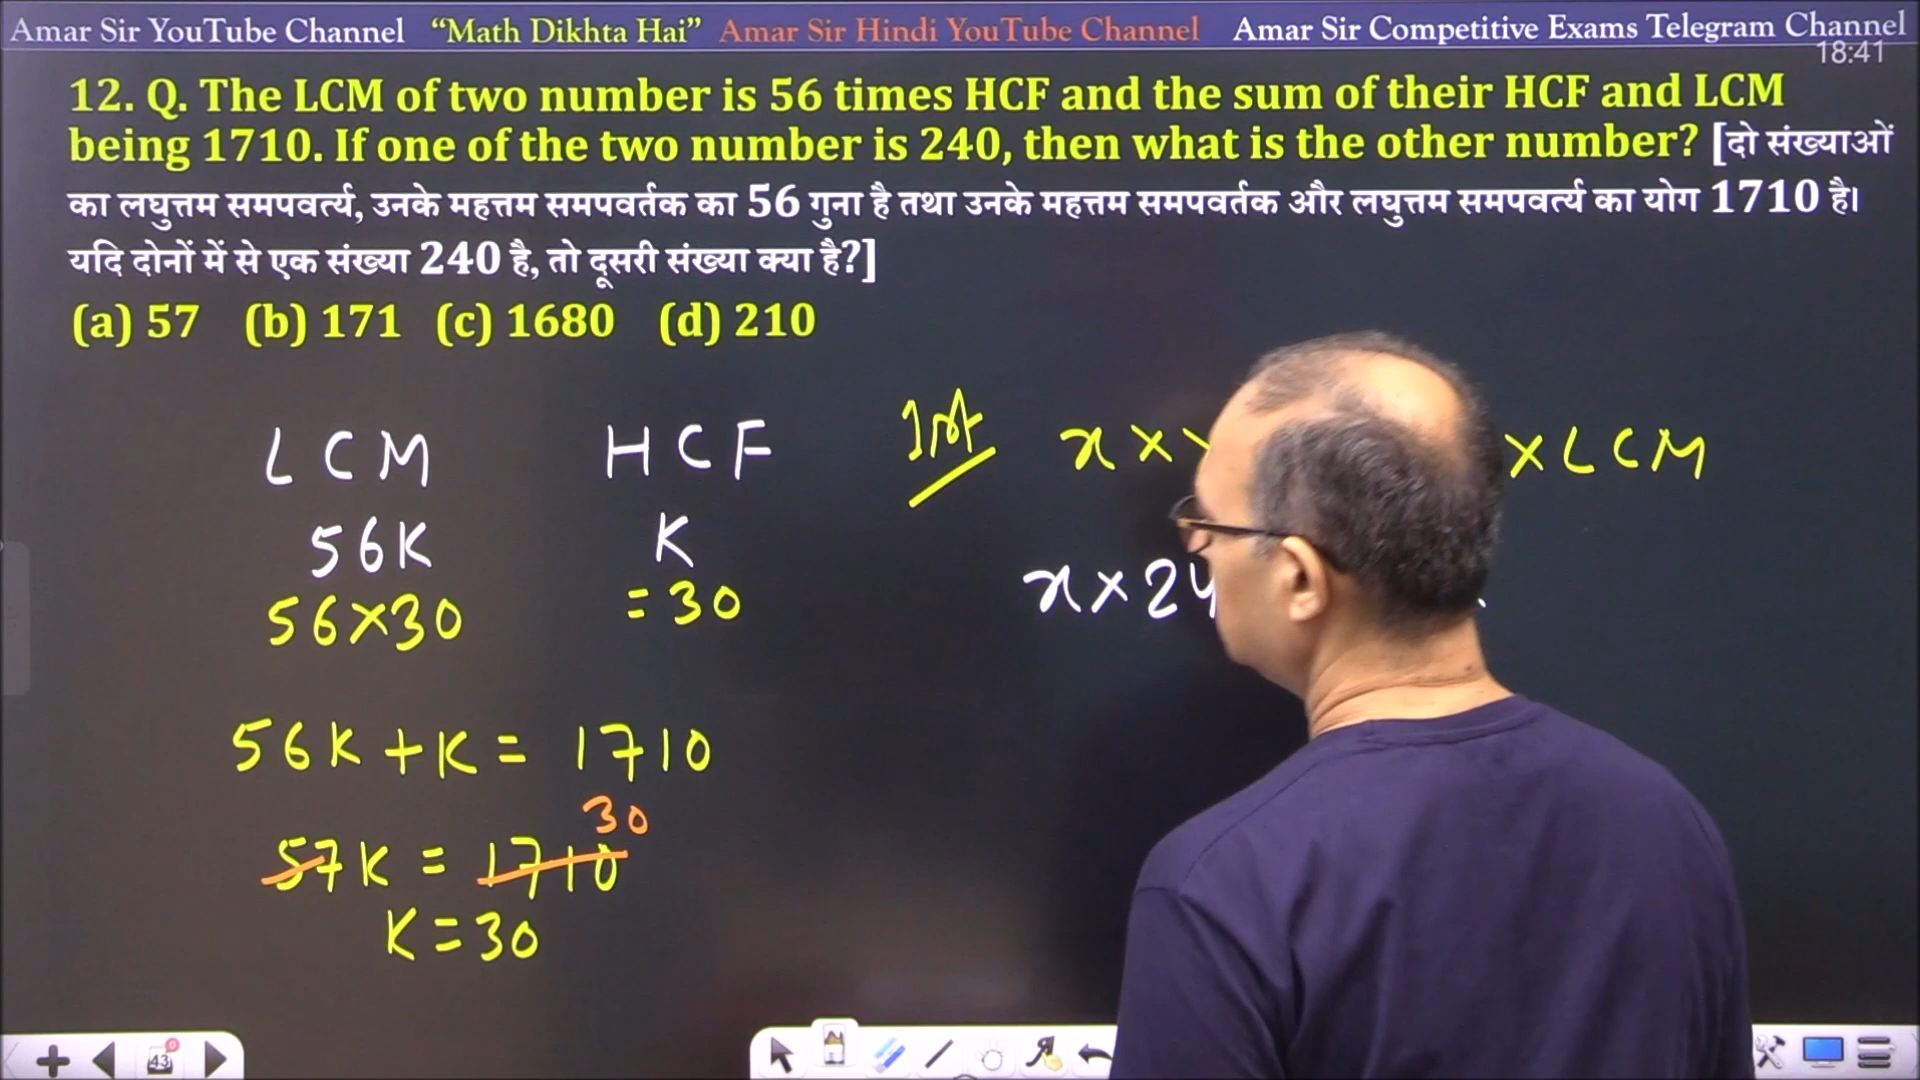 Amar Sir YouTube Channel “Math Dikhta Hai” Amar Sir Hindi YouTube Channel Amar Sir Competitive Exams Telegram Channel
18:41
12. Q. The LCM of two number is 56 times HCF and the sum of their HCF and LCM
being 1710. If one of the two number is 240, then what is the other number? [दो संख्याओं
का लघुत्तम समपवर्त्य, उनके महत्तम समपवर्तक का 56 गुना है तथा उनके महत्तम समपवर्तक और लघुत्तम समपवर्त्य का योग 1710 है।
यदि दोनों में से एक संख्या 240 है, तो दूसरी संख्या क्या है?]
(a) 57 (b) 171 (c) 1680 (d) 210
LCM HCF
56K K
56×30 =30
56K+K= 1710
30
57K = 1710
K=30
Ist x× ×LCM
x×24
43